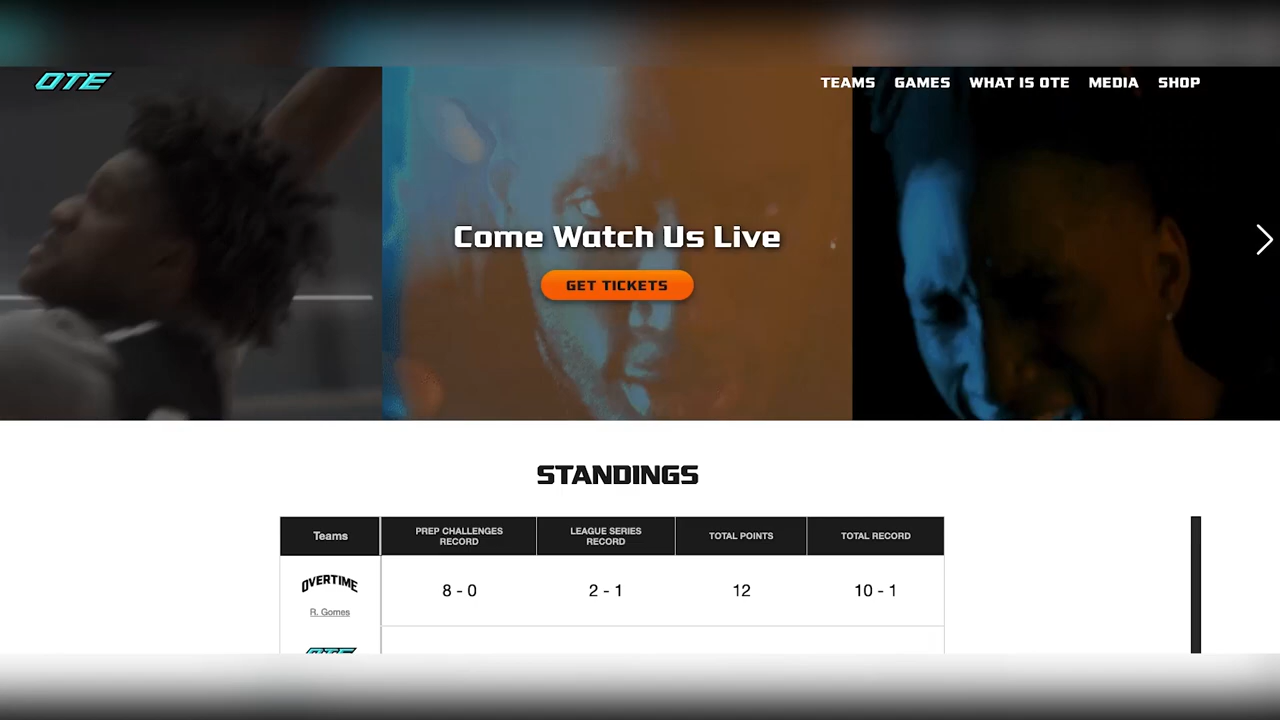 OTE
TEAMS GAMES WHAT IS OTE MEDIA SHOP
Come Watch Us Live
GET TICKETS
STANDINGS
Teams
PREP CHALLENGES
RECORD
LEAGUE SERIES
RECORD
TOTAL POINTS
TOTAL RECORD
OVERTIME
R. Gomes
8 - 0
2 - 1
12
10 - 1